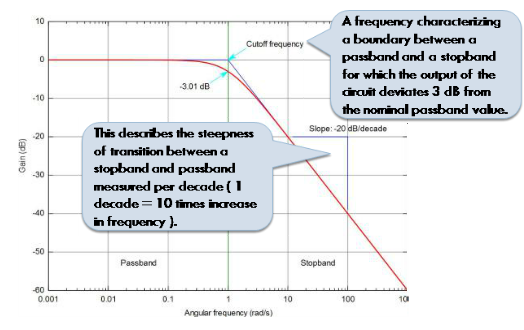 A frequency characterizing
a boundary between a
passband and a stopband
for which the output of the
circuit deviates 3 dB from
the nominal passband value.
Cutoff frequency
-3.01 dB
This describes the steepness
of transition between a
stopband and passband
measured per decade ( 1
decade = 10 times increase
in frequency ).
Slope: -20 dB/decade
Gain (dB)
10
0
-10
-20
-30
-40
-50
-60
Passband
Stopband
0.001
0.01
0.1
1
10
100
Angular frequency (rad/s)